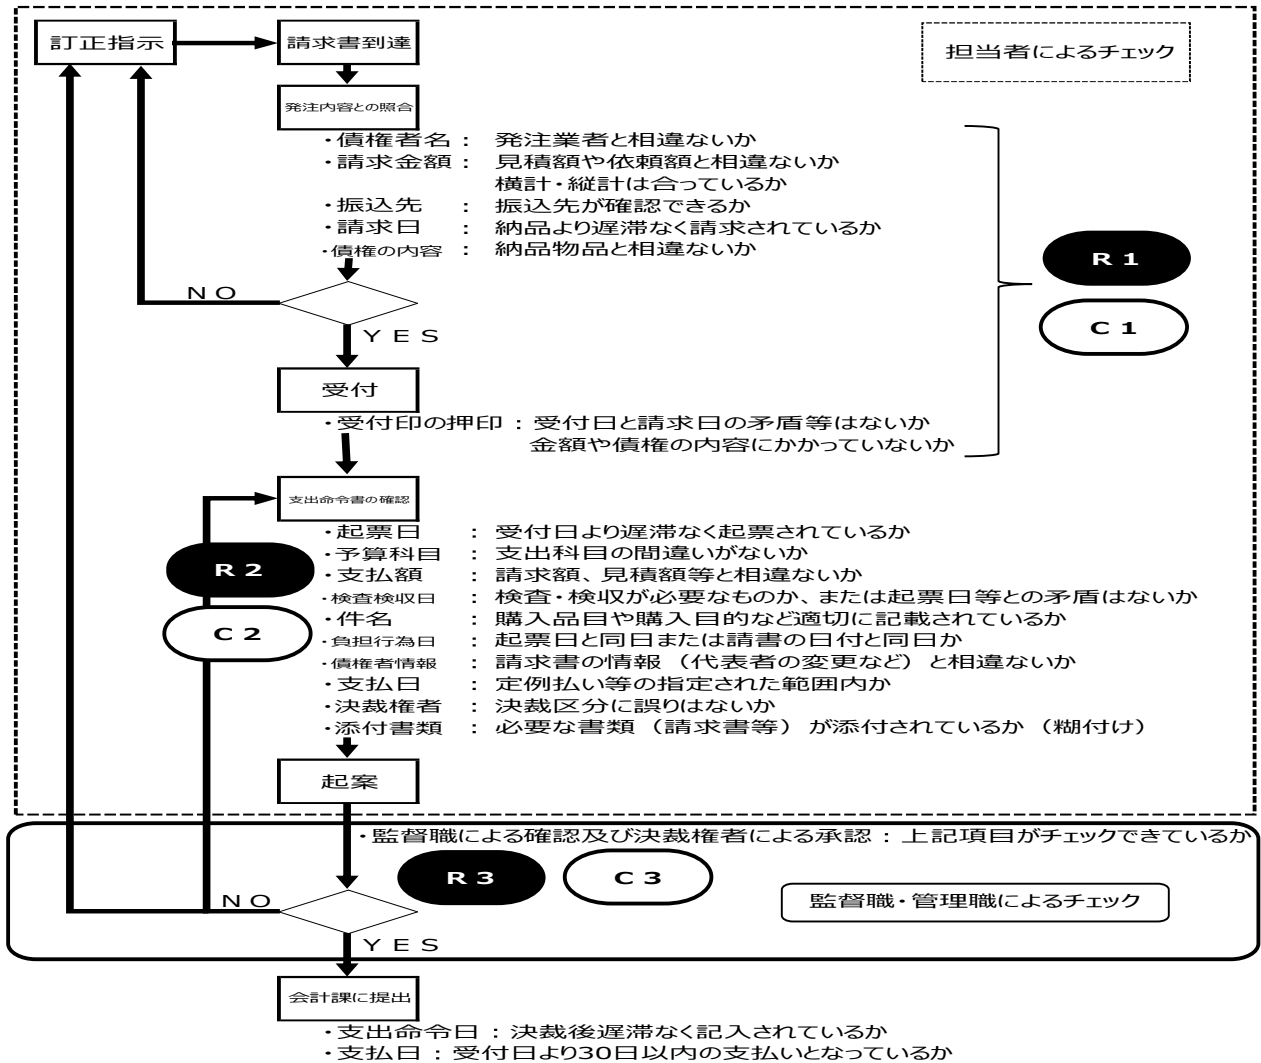 訂正指示
請求書到達
担当者によるチェック
発注内容との照合
・債権者名：　発注業者と相違ないか
・請求金額：　見積額や依頼額と相違ないか
横計・縦計は合っているか
・振込先　：　振込先が確認できるか
・請求日　：　納品より遅滞なく請求されているか
・債権の内容　：　納品物品と相違ないか
R１
C１
NO
YES
受付
・受付印の押印：受付日と請求日の矛盾等はないか
金額や債権の内容にかかっていないか
支出命令書の確認
・起票日　：　受付日より遅滞なく起票されているか
・予算科目　：　支出科目の間違いがないか
R２
・支払額　：　請求額、見積額等と相違ないか
・検査検収日　：　検査・検収が必要なものか、または起票日等との矛盾はないか
・件名　：　購入品目や購入目的など適切に記載されているか
C２
・負担行為日　：　起票日と同日または請書の日付と同日か
・債権者情報　：　請求書の情報（代表者の変更など）と相違ないか
・支払日　：　定例払い等の指定された範囲内か
・決裁権者　：　決裁区分に誤りはないか
・添付書類　：　必要な書類（請求書等）が添付されているか（糊付け）
起案
・監督職による確認及び決裁権者による承認：上記項目がチェックできているか
R３
C３
監督職・管理職によるチェック
NO
YES
会計課に提出
・支出命令日：決裁後遅滞なく記入されているか
・支払日：受付日より30日以内の支払いとなっているか